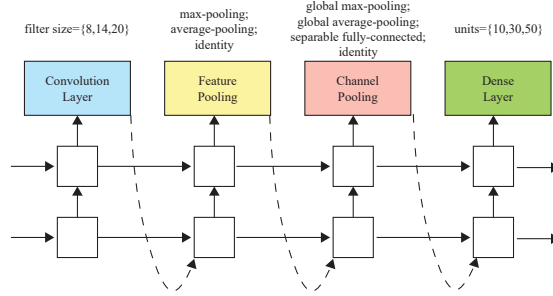 filter size={8,14,20}
max-pooling;
average-pooling;
identity
global max-pooling;
global average-pooling;
separable fully-connected;
identity
units={10,30,50}
Convolution
Layer
Feature
Pooling
Channel
Pooling
Dense
Layer